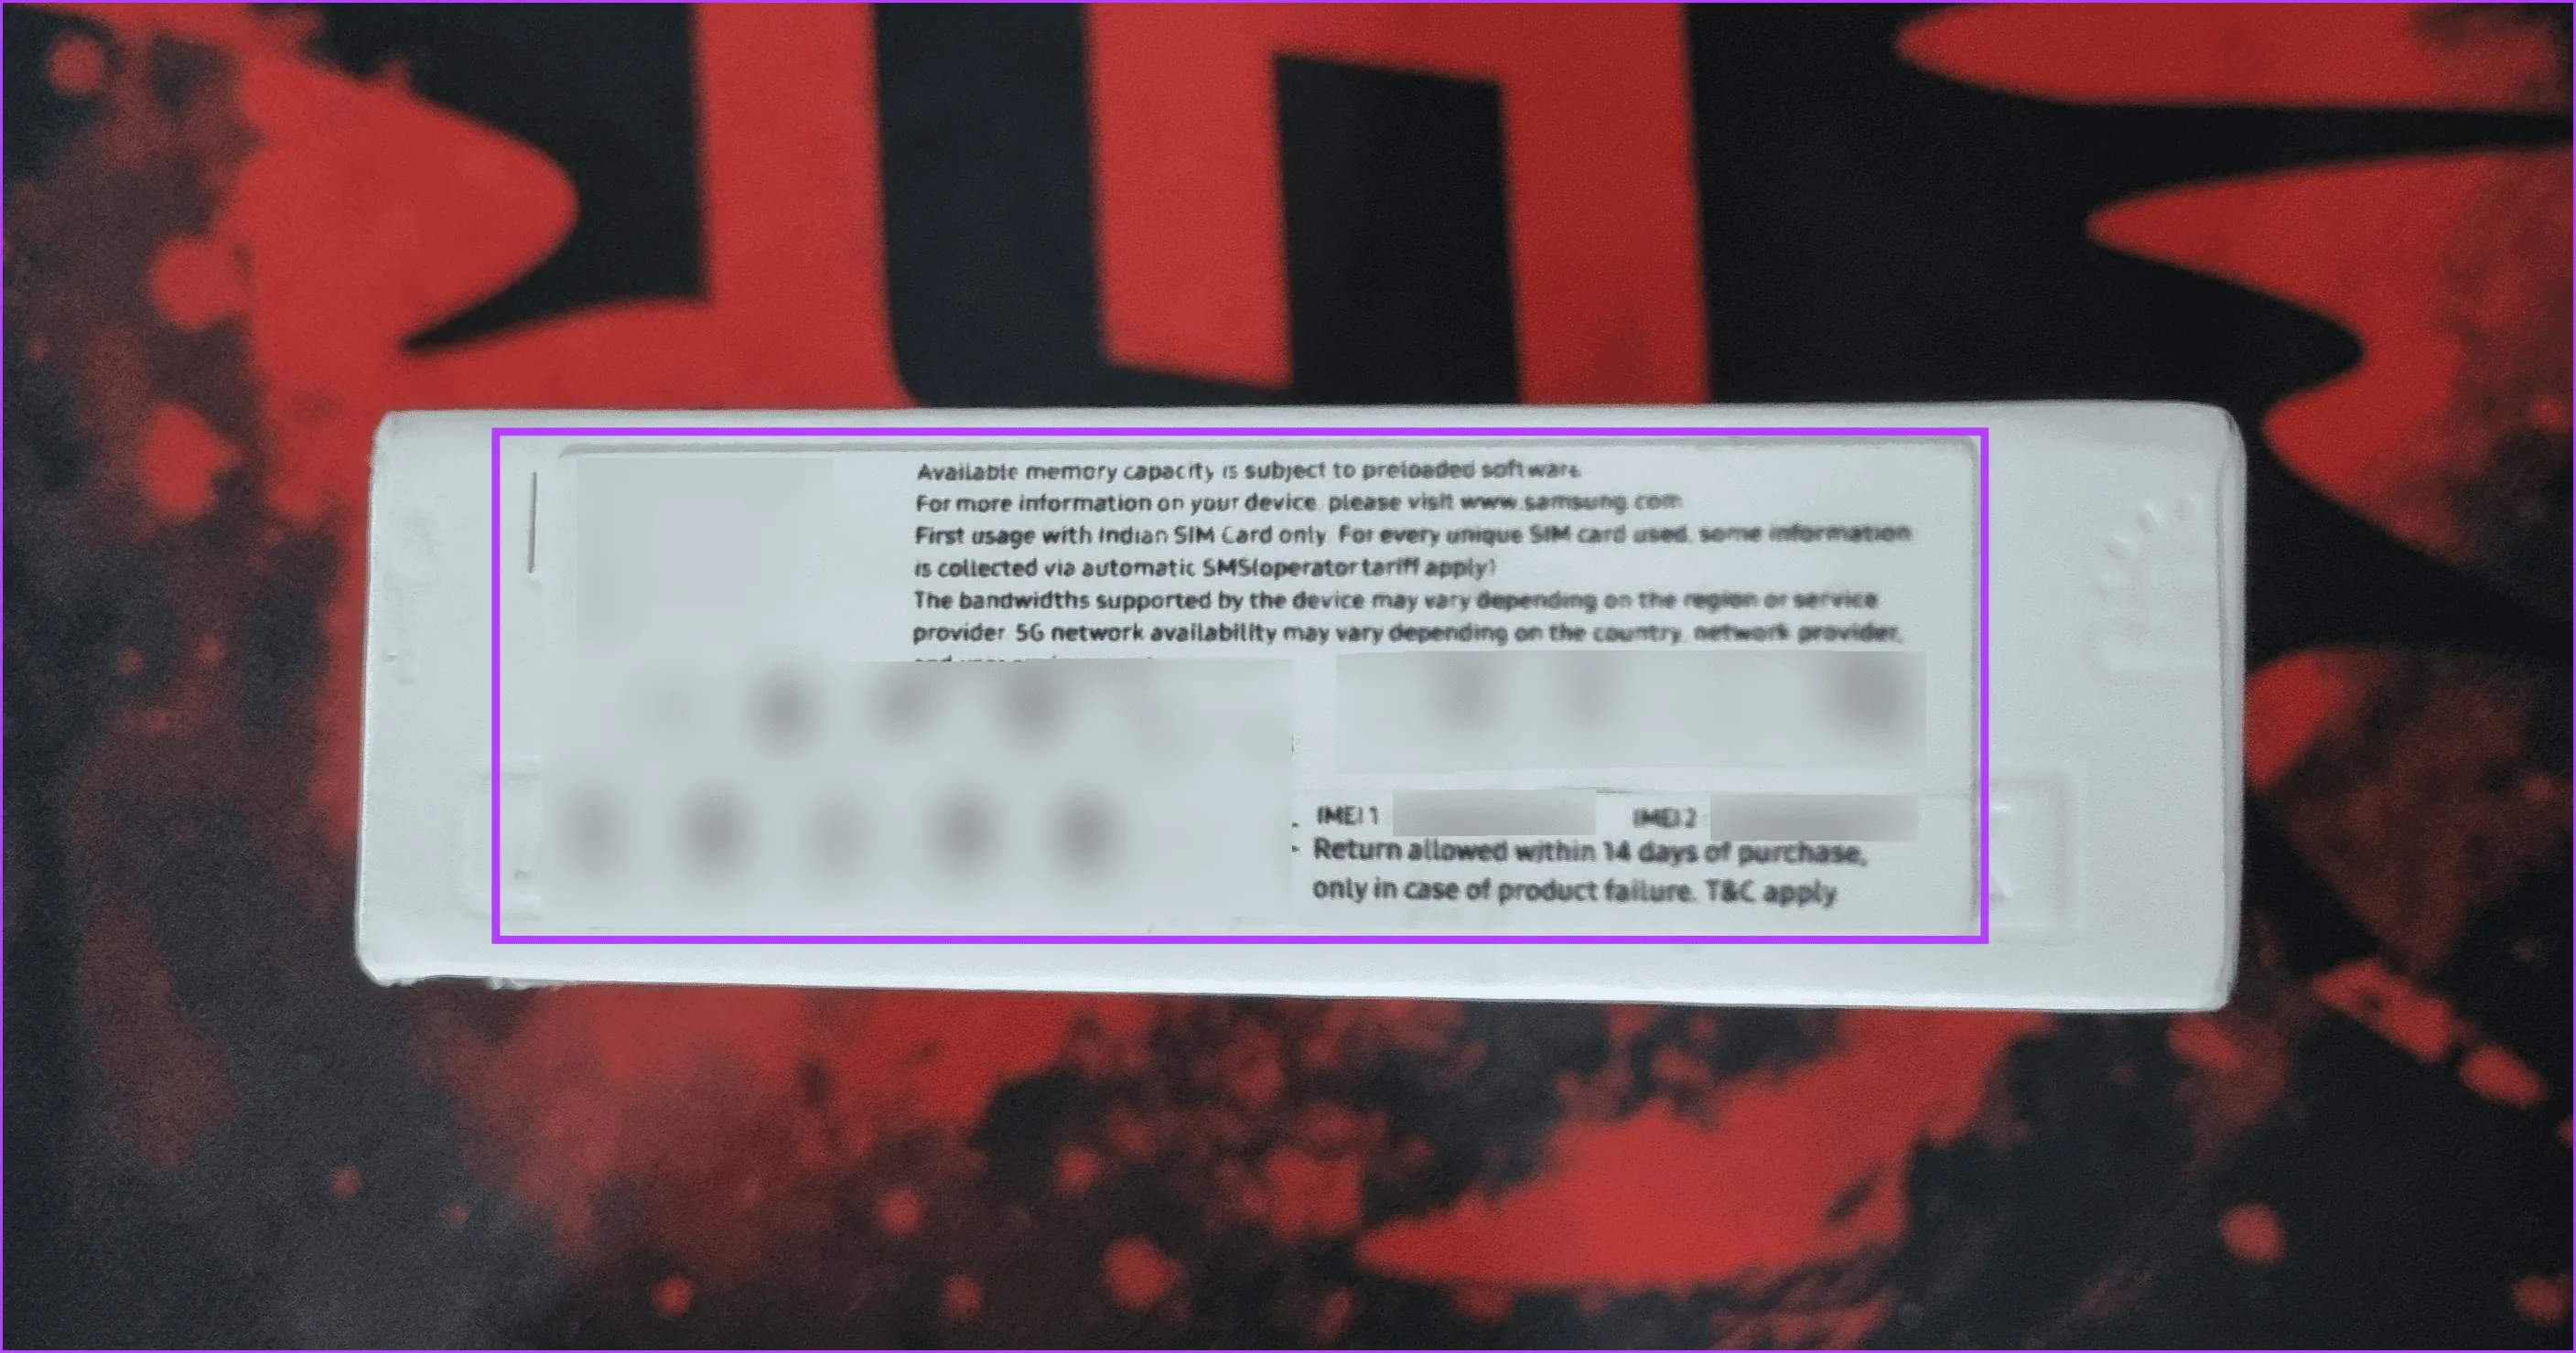 Available memory capacity is subject to preloaded software.
For more information on your device, please visit www.samsung.com
First usage with Indian SIM Card only. For every unique SIM card used, some information
is collected via automatic SMS(operator tariff apply)
The bandwidths supported by the device may vary depending on the region or service
provider. 5G network availability may vary depending on the country, network provider,
IMEI 1 IMEI 2
Return allowed within 14 days of purchase,
only in case of product failure. T&C apply